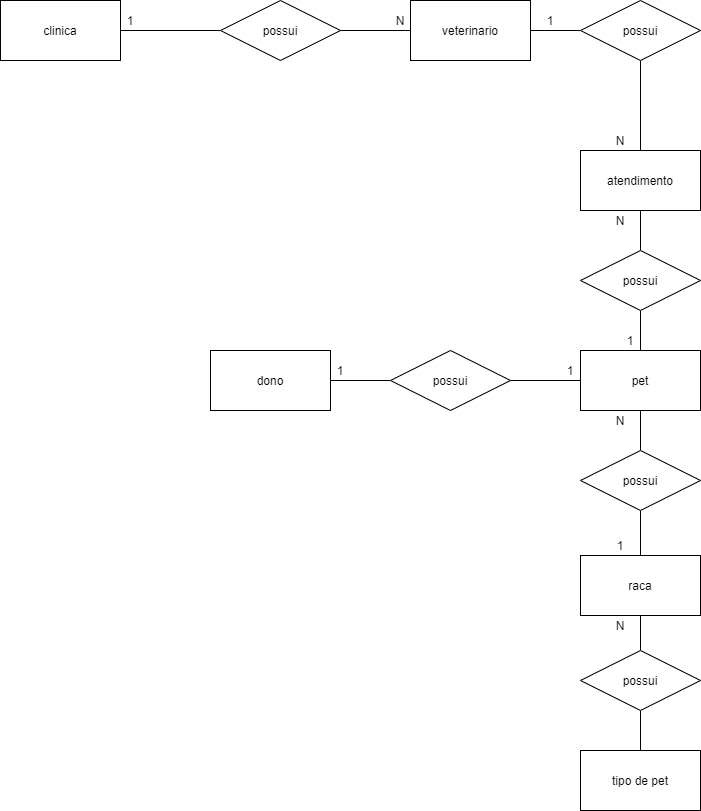 clinica
1
possui
N
veterinario
1
possui
N
atendimento
N
possui
1
dono
1
possui
1
pet
N
possui
1
raca
N
possui
tipo de pet